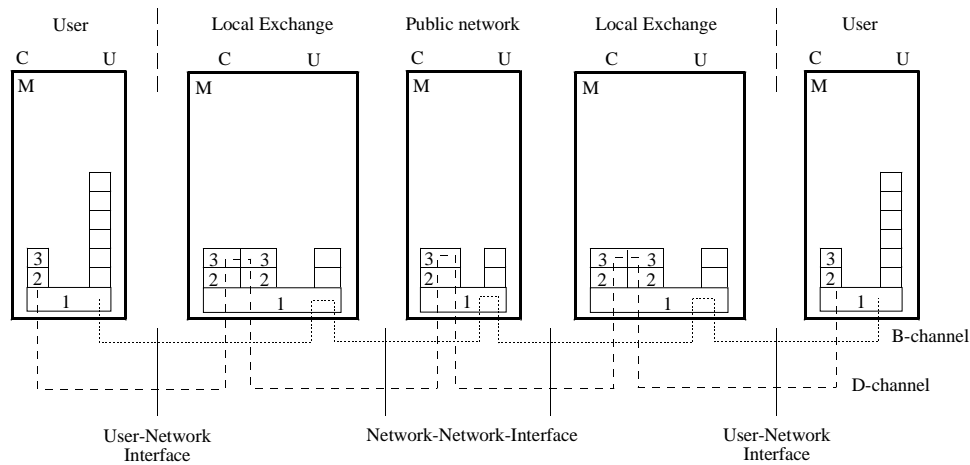 User Local Exchange Public network Local Exchange User
C U C U C U C U C U
M M M M M
3 3 3 3 3 3 3
2 2 2 2 2 2 2
1 1 1 1 1
B-channel
D-channel
User-Network Network-Network-Interface User-Network
Interface Interface